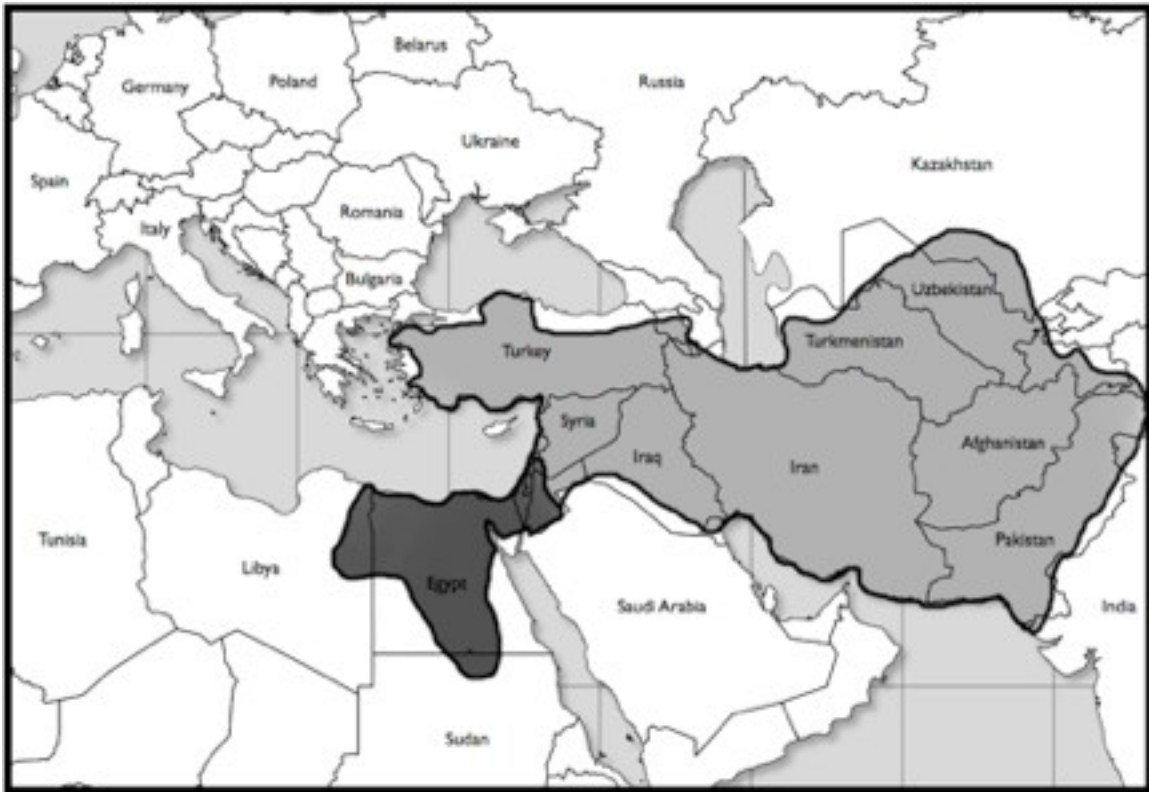 Belarus
Germany
Poland
Russia
Ukraine
Kazakhstan
Spain
Romania
Italy
Bulgaria
Uzbekistan
Turkey
Turkmenistan
Syria
Afghanistan
Iraq
Iran
Tunisia
Pakistan
Libya
Egypt
Saudi Arabia
India
Sudan